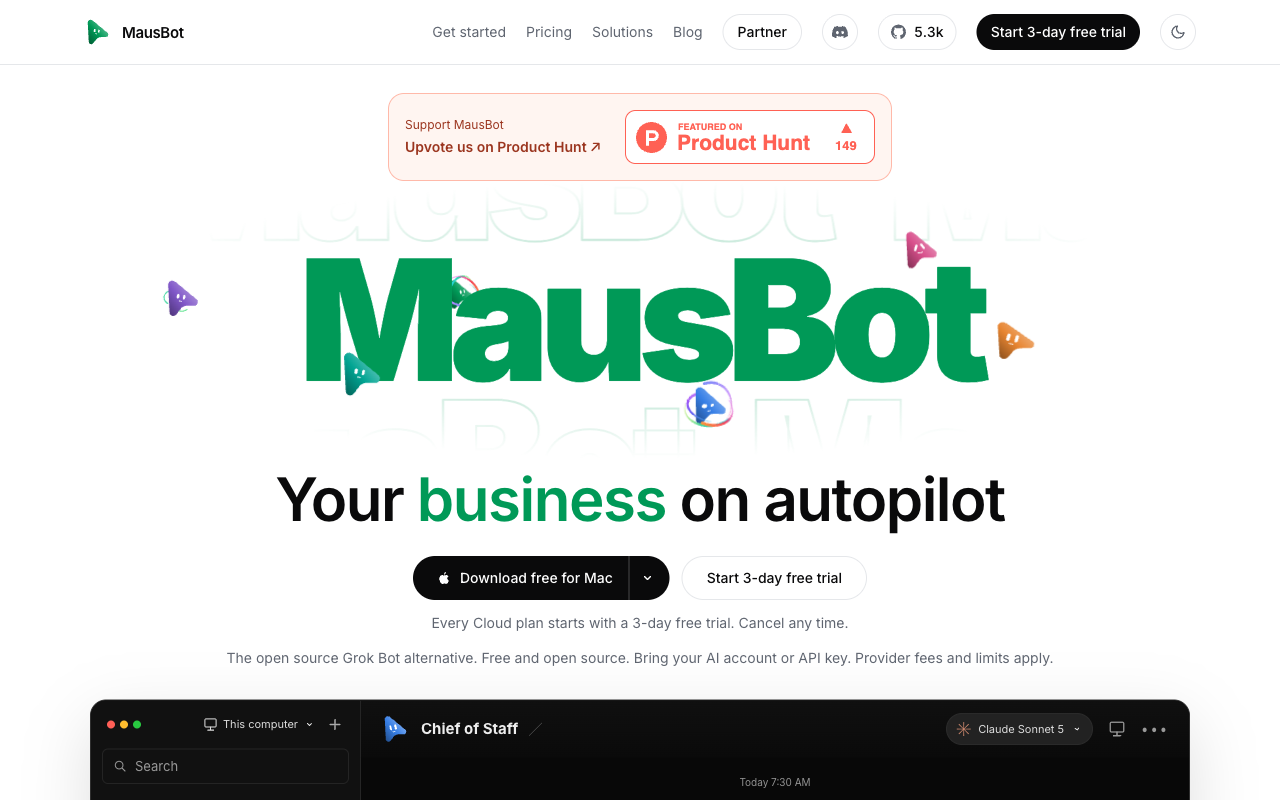 MausBot
Get started
Pricing
Solutions
Blog
Partner
5.3k
Start 3-day free trial
Support MausBot
Upvote us on Product Hunt ↗
FEATURED ON
Product Hunt
149
MausBot
Your business on autopilot
Download free for Mac
Start 3-day free trial
Every Cloud plan starts with a 3-day free trial. Cancel any time.
The open source Grok Bot alternative. Free and open source. Bring your AI account or API key. Provider fees and limits apply.
This computer
Chief of Staff
Claude Sonnet 5
Search
Today 7:30 AM